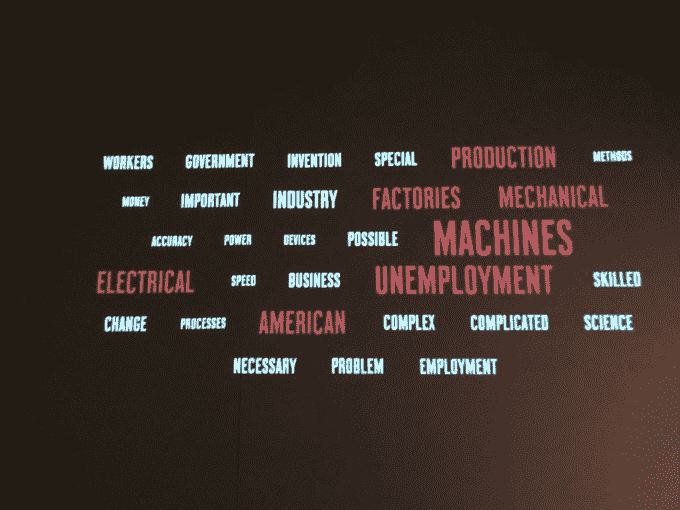 WORKERS GOVERNMENT INVENTION SPECIAL PRODUCTION METHODS
MONEY IMPORTANT INDUSTRY FACTORIES MECHANICAL
ACCURACY POWER DEVICES POSSIBLE MACHINES
ELECTRICAL SPEED BUSINESS UNEMPLOYMENT SKILLED
CHANGE PROCESSES AMERICAN COMPLEX COMPLICATED SCIENCE
NECESSARY PROBLEM EMPLOYMENT